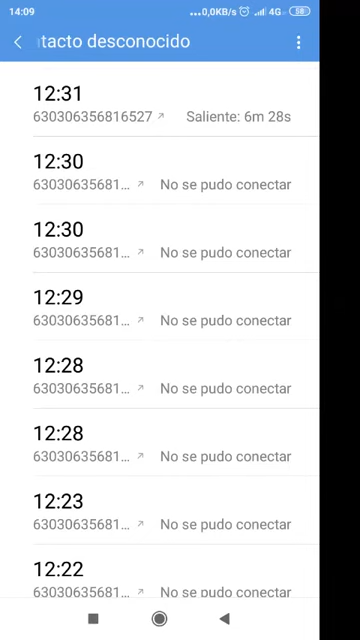 14:09 ...0,0KB/s 4G 58
tacto desconocido
12:31
630306356816527 Saliente: 6m 28s
12:30
63030635681... No se pudo conectar
12:30
63030635681... No se pudo conectar
12:29
63030635681... No se pudo conectar
12:28
63030635681... No se pudo conectar
12:28
63030635681... No se pudo conectar
12:23
63030635681... No se pudo conectar
12:22
63030635681... No se pudo conectar